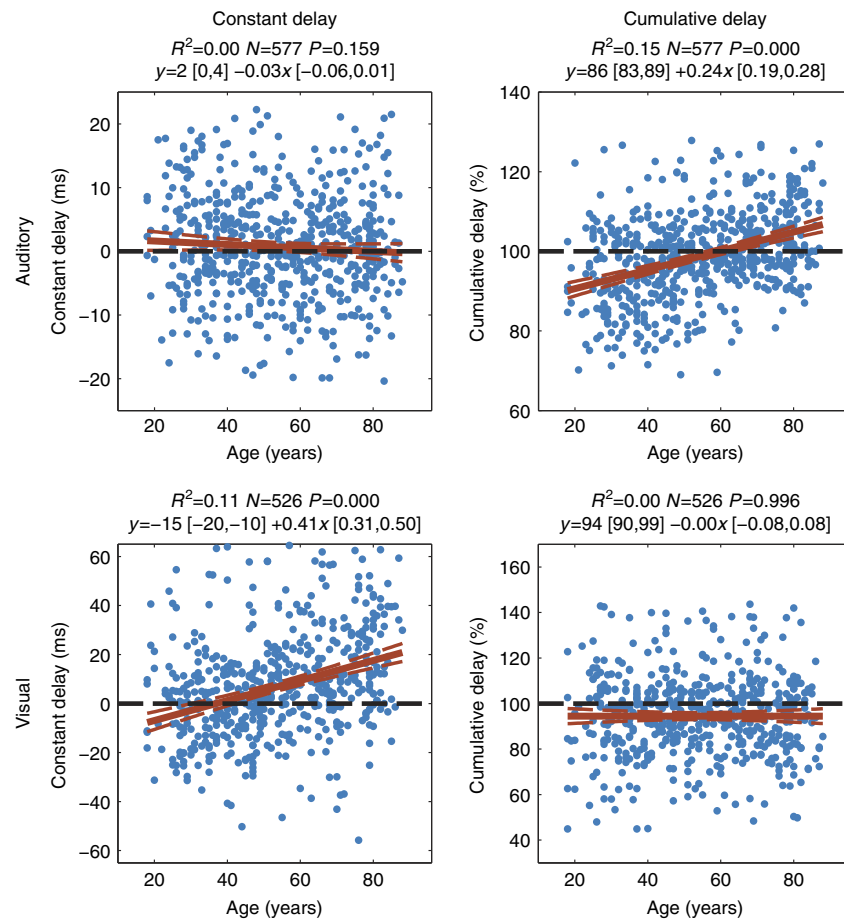 Constant delay
Cumulative delay
R²=0.00 N=577 P=0.159
y=2 [0,4] −0.03x [−0.06,0.01]
R²=0.15 N=577 P=0.000
y=86 [83,89] +0.24x [0.19,0.28]
Auditory
Constant delay (ms)
20
10
0
−10
−20
20 40 60 80
Age (years)
Cumulative delay (%)
140
120
100
80
60
20 40 60 80
Age (years)
R²=0.11 N=526 P=0.000
y=−15 [−20,−10] +0.41x [0.31,0.50]
R²=0.00 N=526 P=0.996
y=94 [90,99] −0.00x [−0.08,0.08]
Visual
Constant delay (ms)
60
40
20
0
−20
−40
−60
20 40 60 80
Age (years)
Cumulative delay (%)
160
140
120
100
80
60
40
20 40 60 80
Age (years)